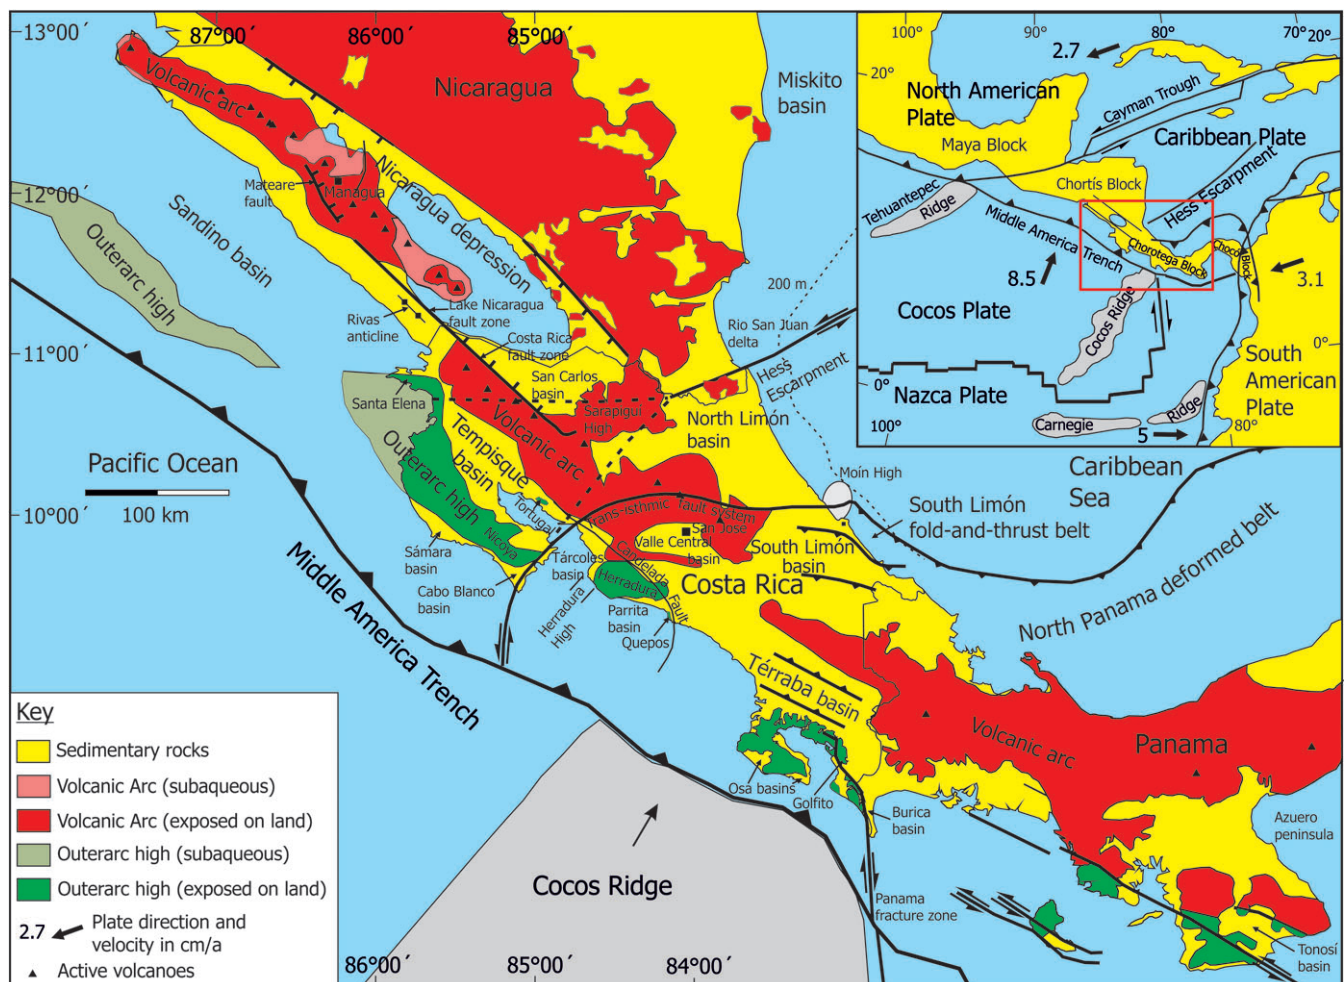 13°00´
87°00´
86°00´
85°00´
12°00´
11°00´
10°00´
Volcanic arc
Nicaragua
Miskito
basin
Mateare
fault
Managua
Nicaragua depression
Sandino basin
Outerarc high
Rivas
anticline
Lake Nicaragua
fault zone
Costa Rica
fault zone
San Carlos
basin
200 m
Rio San Juan
delta
Hess
Escarpment
Santa Elena
Outerarc high
Tempisque
basin
Volcanic arc
Sarapiquí
High
North Limón
basin
Pacific Ocean
100 km
Moín High
Caribbean
Sea
Tortugal
Nicoya
Sámara
basin
Cabo Blanco
basin
Trans-isthmic fault system
San José
Valle Central
basin
South Limón
basin
South Limón
fold-and-thrust belt
Tárcoles
basin
Candelada
Fault
Herradura
Herradura
High
Parrita
basin
Quepos
Costa Rica
North Panama deformed belt
Middle America Trench
Térraba basin
Volcanic arc
Panama
Osa basins
Golfito
Burica
basin
Azuero
peninsula
Cocos Ridge
Panama
fracture zone
Tonosí
basin
86°00´
85°00´
84°00´
Key
Sedimentary rocks
Volcanic Arc (subaqueous)
Volcanic Arc (exposed on land)
Outerarc high (subaqueous)
Outerarc high (exposed on land)
2.7
Plate direction and
velocity in cm/a
Active volcanoes
100°
90°
80°
70°
20°
20°
2.7
North American
Plate
Cayman Trough
Caribbean Plate
Maya Block
Chortís Block
Hess Escarpment
Tehuantepec
Ridge
Middle America Trench
Chorotega Block
Chocó Block
8.5
3.1
Cocos Plate
Cocos Ridge
0°
0°
Nazca Plate
South
American
Plate
Carnegie
Ridge
100°
5
80°